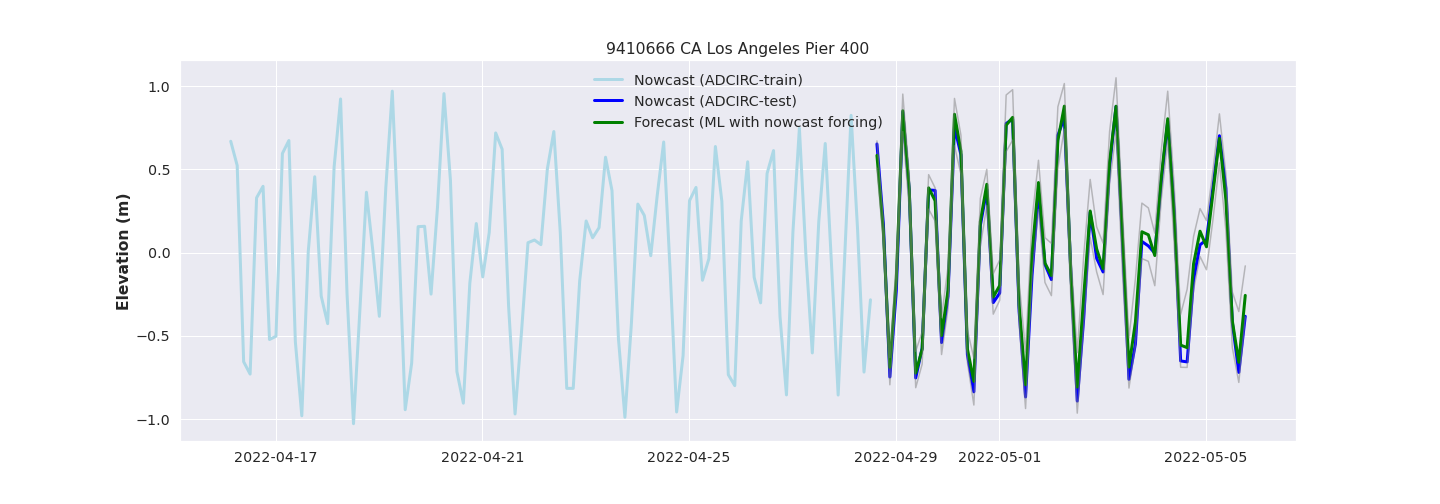 9410666 CA Los Angeles Pier 400
Nowcast (ADCIRC-train)
Nowcast (ADCIRC-test)
Forecast (ML with nowcast forcing)
Elevation (m)
1.0
0.5
0.0
−0.5
−1.0
2022-04-17 2022-04-21 2022-04-25 2022-04-29 2022-05-01 2022-05-05